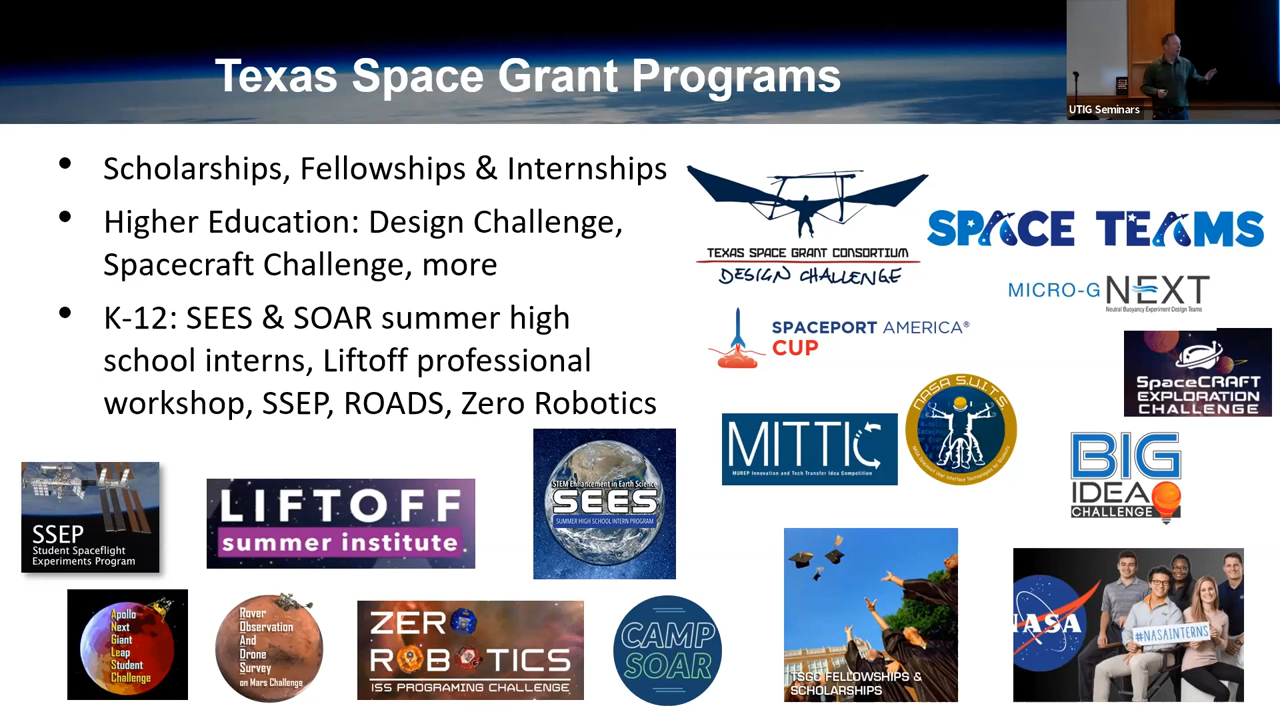 Texas Space Grant Programs
UTIG Seminars
• Scholarships, Fellowships & Internships
• Higher Education: Design Challenge,
Spacecraft Challenge, more
• K-12: SEES & SOAR summer high
school interns, Liftoff professional
workshop, SSEP, ROADS, Zero Robotics
TEXAS SPACE GRANT CONSORTIUM
DESIGN CHALLENGE
SPACE TEAMS
MICRO-G NEXT
Neutral Buoyancy Experiment Design Teams
SPACEPORT AMERICA®
CUP
SpaceCRAFT
EXPLORATION
CHALLENGE
MITTIC
MUREP Innovation and Tech Transfer Idea Competition
NASA S.U.I.T.S.
BIG
IDEA
CHALLENGE
SSEP
Student Spaceflight
Experiments Program
LIFTOFF
summer institute
STEM Enhancement in Earth Science
SEES
SUMMER HIGH SCHOOL INTERN PROGRAM
Apollo
Next
Giant
Leap
Student
Challenge
Rover
Observation
And
Drone
Survey
on Mars Challenge
ZERO
ROBOTICS
ISS PROGRAMING CHALLENGE
CAMP
SOAR
TSGC FELLOWSHIPS &
SCHOLARSHIPS
NASA
#NASAINTERNS